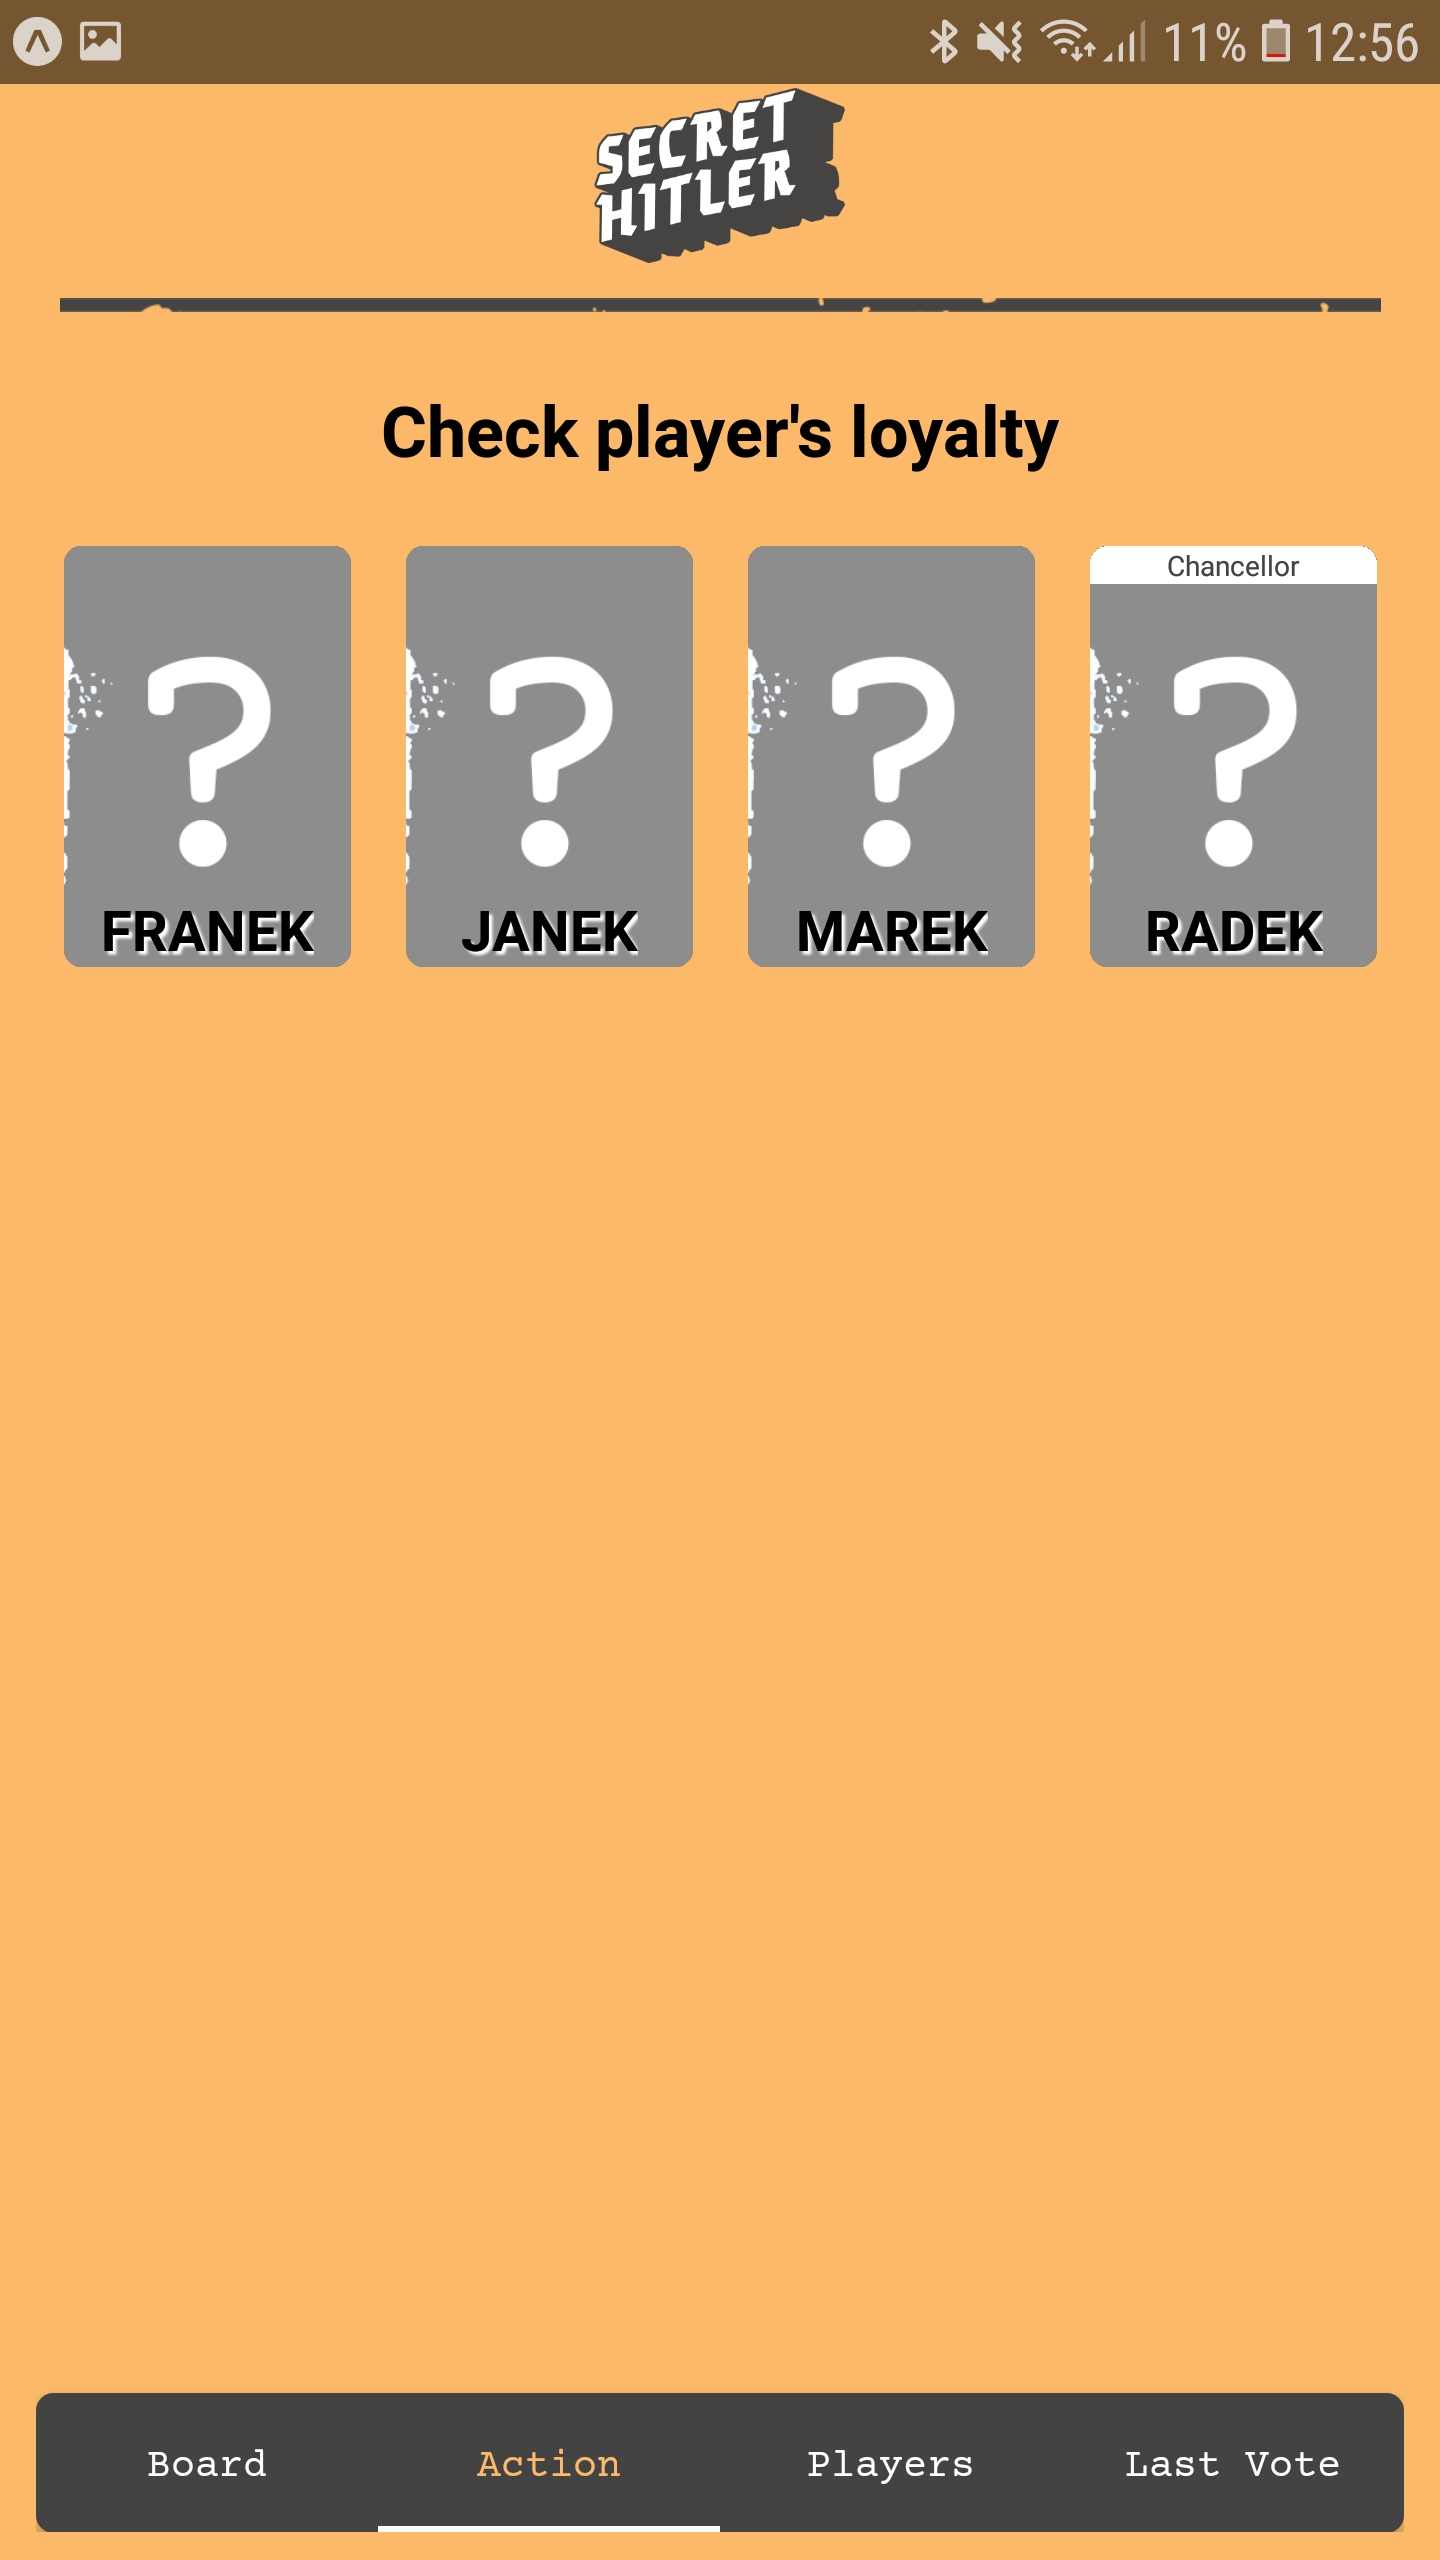 11% 12:56
SECRET
HITLER
Check player's loyalty
Chancellor
? ? ? ?
FRANEK JANEK MAREK RADEK
Board Action Players Last Vote